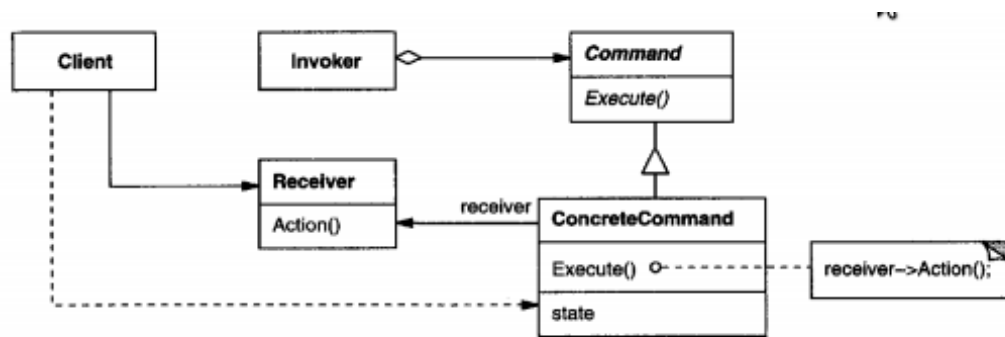 Client
Invoker
Command
Execute()
Receiver
Action()
receiver
ConcreteCommand
Execute()
receiver->Action();
state